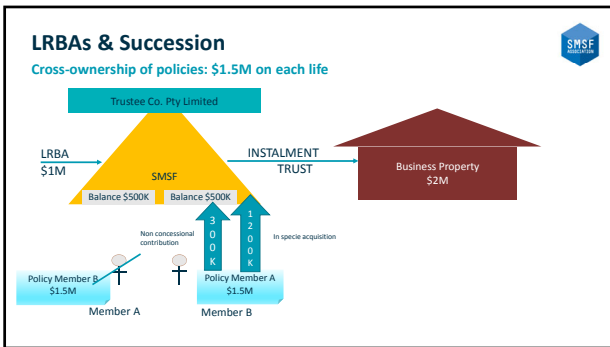 LRBAs & Succession
SMSF
ASSOCIATION
Cross-ownership of policies: $1.5M on each life
Trustee Co. Pty Limited
LRBA
$1M
INSTALMENT
TRUST
SMSF
Business Property
$2M
Balance $500K
Balance $500K
Non concessional
contribution
300K
1200K
In specie acquisition
Policy Member B
$1.5M
Policy Member A
$1.5M
Member A
Member B